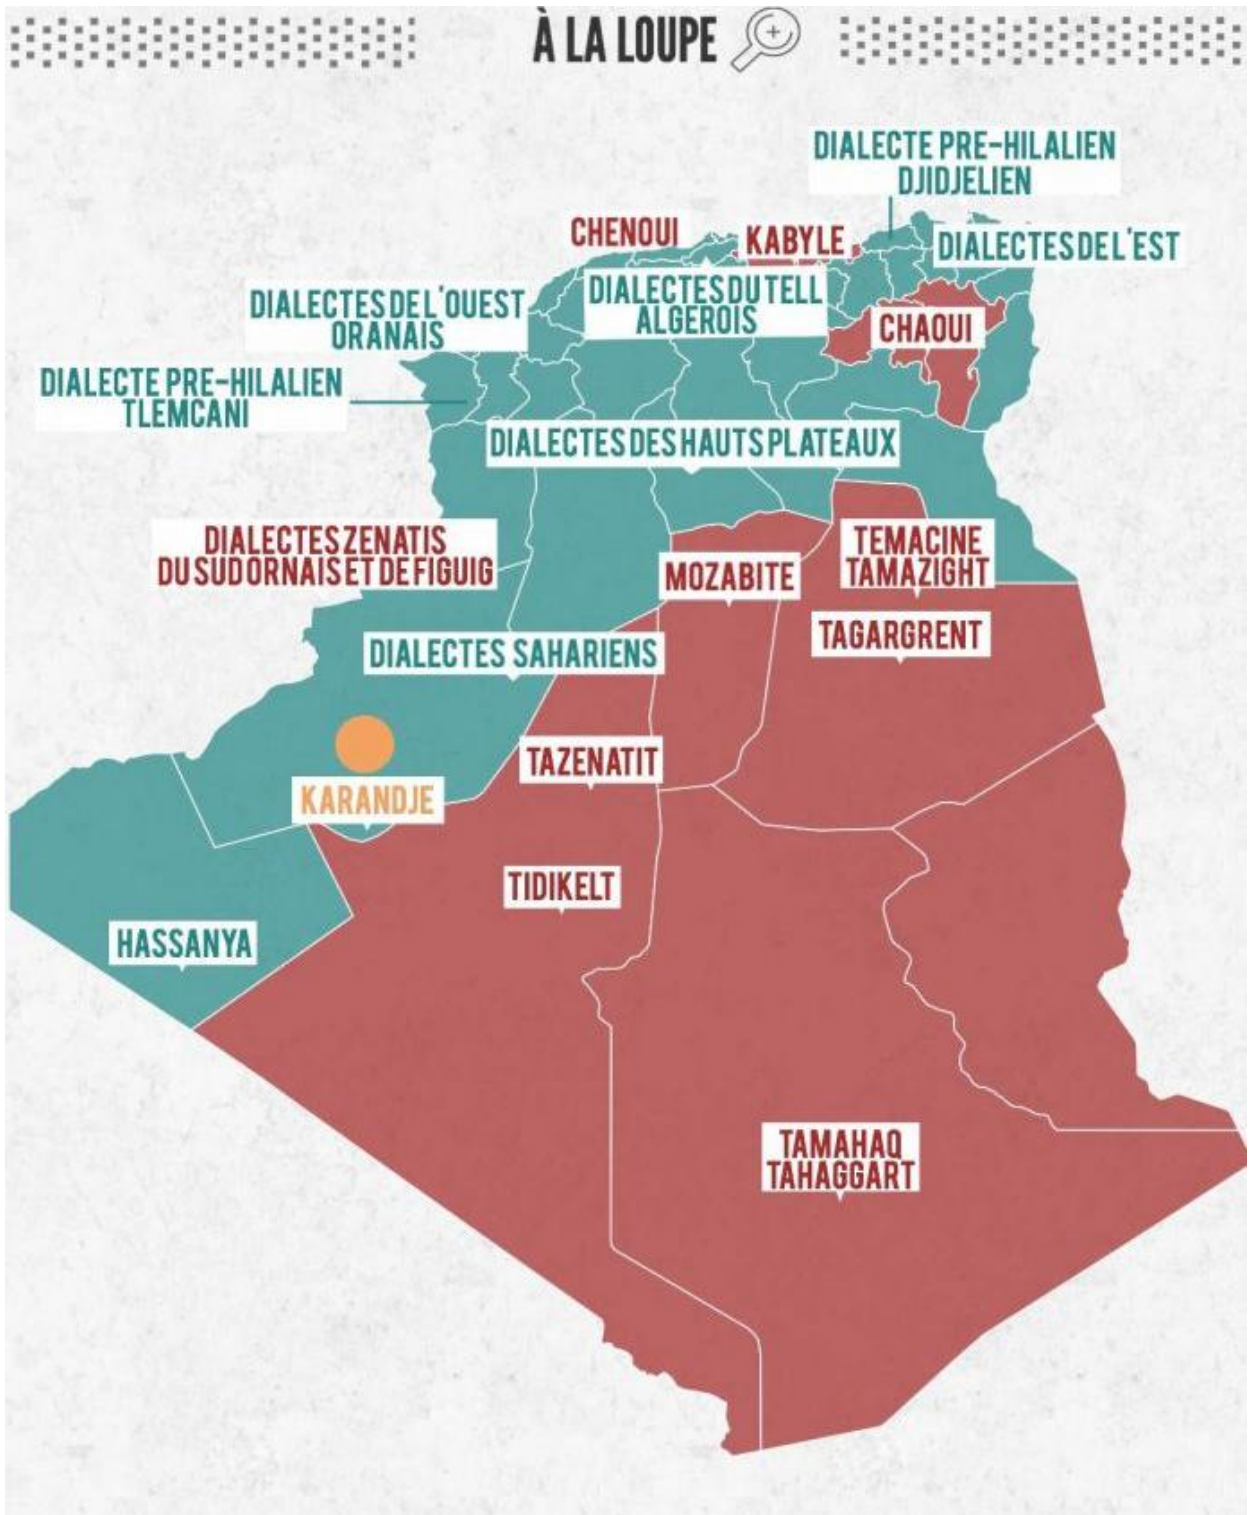 À LA LOUPE
DIALECTE PRE-HILALIEN
DJIDJELIEN
CHENOUI
KABYLE
DIALECTES DE L'EST
DIALECTES DE L'OUEST
ORANAIS
DIALECTES DU TELL
ALGEROIS
CHAOUI
DIALECTE PRE-HILALIEN
TLEMCANI
DIALECTES DES HAUTS PLATEAUX
DIALECTES ZENATIS
DU SUD ORNAIS ET DE FIGUIG
MOZABITE
TEMACINE
TAMAZIGHT
TAGARGRENT
DIALECTES SAHARIENS
TAZENATIT
KARANDJE
TIDIKELT
HASSANYA
TAMAHAQ
TAHAGGART